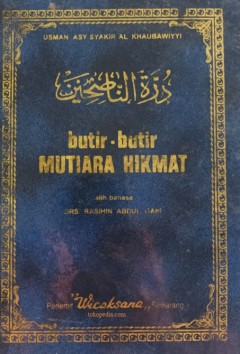 USMAN ASY SYAKIR AL KHAUBAWIYYI
درة الناصحين
butir-butir
MUTIARA HIKMAT
alih bahasa
DRS. RASIHIN ABDUL GANI
Penerbit "Wicaksana" Semarang
tokopedia.com